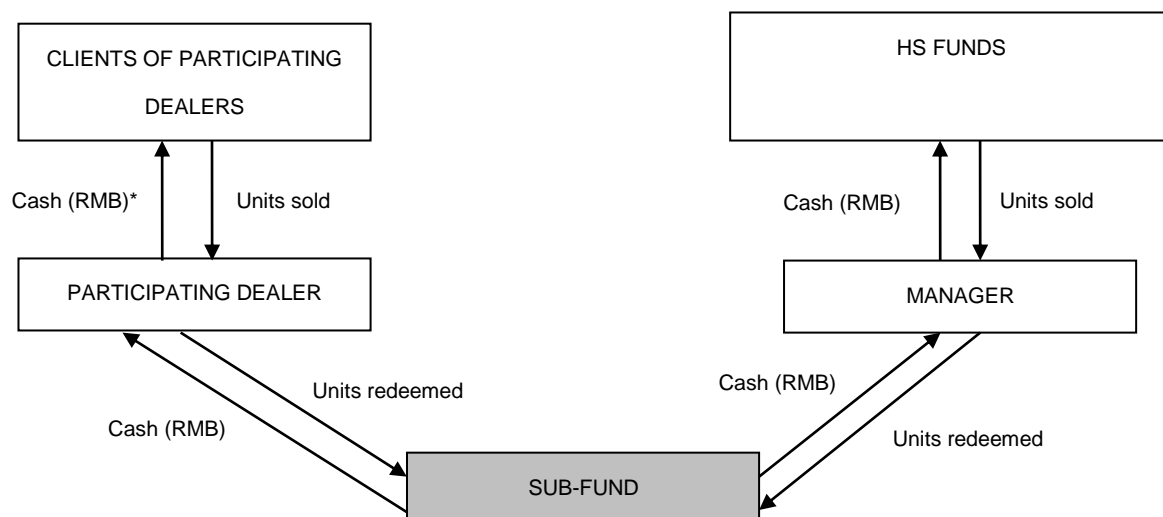 CLIENTS OF PARTICIPATING
DEALERS
HS FUNDS
Cash (RMB)*
Units sold
Cash (RMB)
Units sold
PARTICIPATING DEALER
MANAGER
Units redeemed
Cash (RMB)
Cash (RMB)
Units redeemed
SUB-FUND